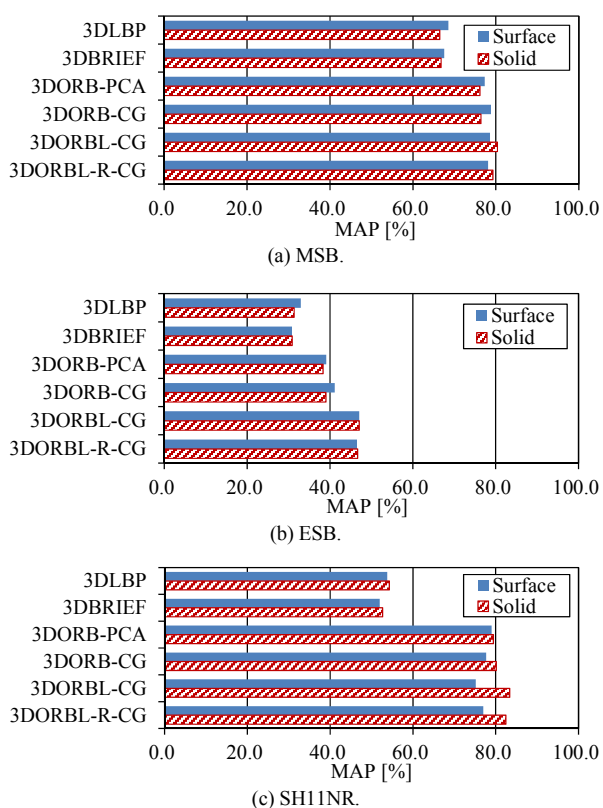 3DLBP
3DBRIEF
3DORB-PCA
3DORB-CG
3DORBL-CG
3DORBL-R-CG
Surface
Solid
0.0 20.0 40.0 60.0 80.0 100.0
MAP [%]
(a) MSB.
3DLBP
3DBRIEF
3DORB-PCA
3DORB-CG
3DORBL-CG
3DORBL-R-CG
Surface
Solid
0.0 20.0 40.0 60.0 80.0 100.0
MAP [%]
(b) ESB.
3DLBP
3DBRIEF
3DORB-PCA
3DORB-CG
3DORBL-CG
3DORBL-R-CG
Surface
Solid
0.0 20.0 40.0 60.0 80.0 100.0
MAP [%]
(c) SH11NR.